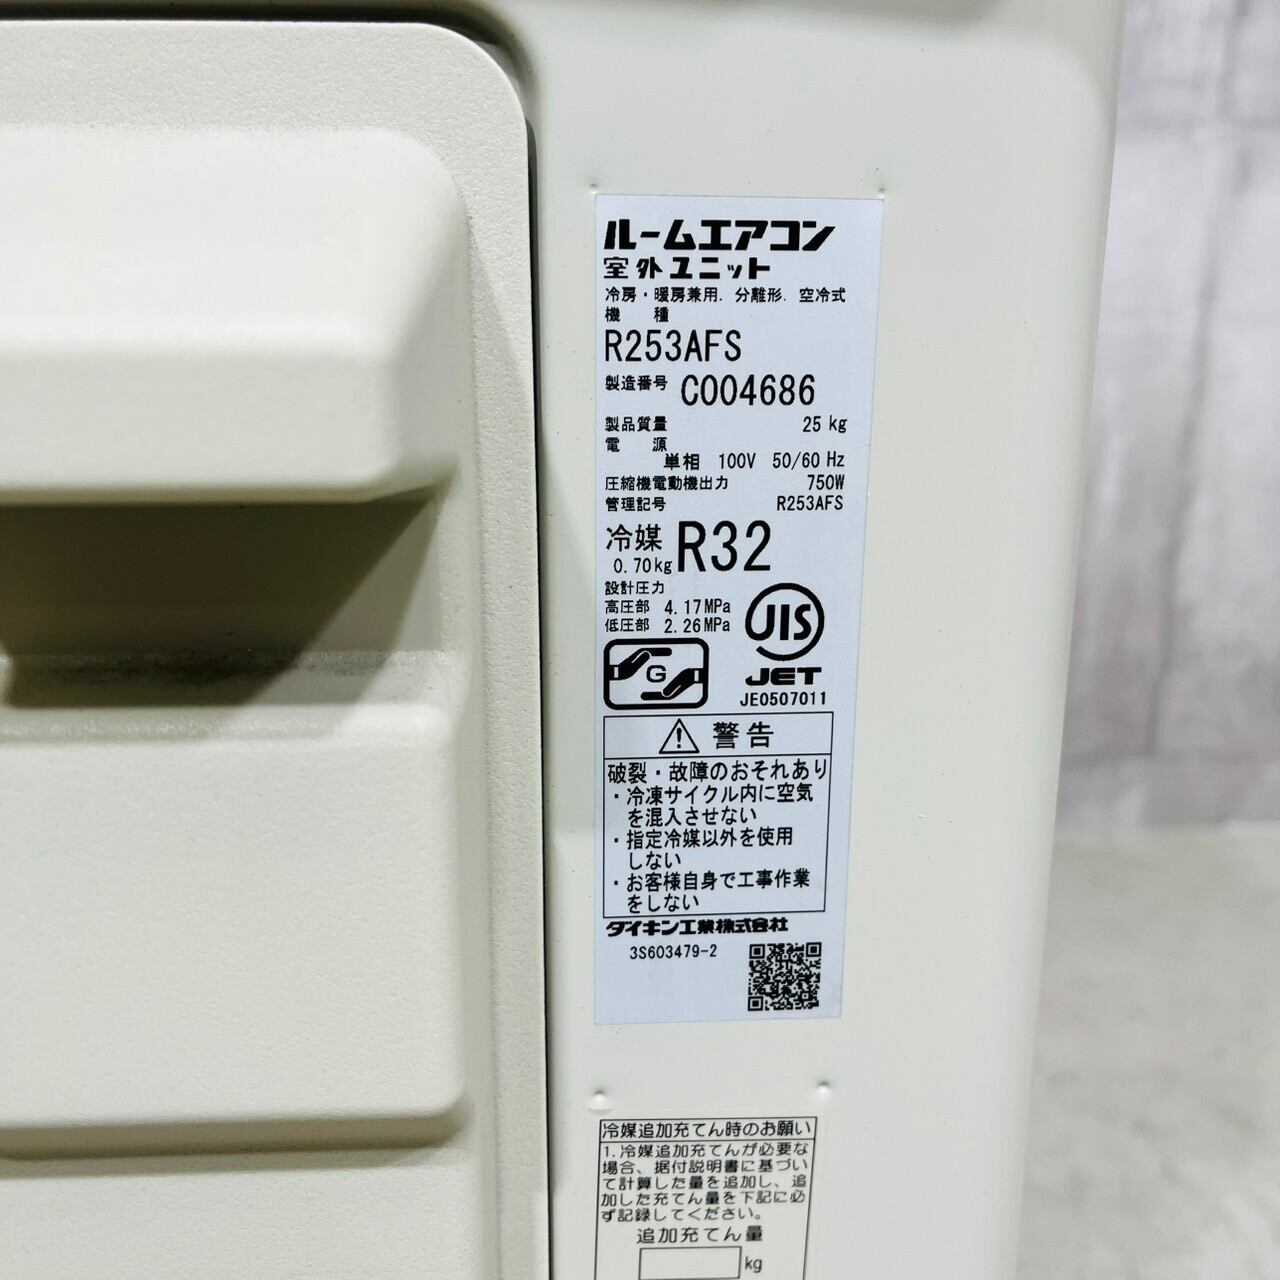 ルームエアコン
室外ユニット
冷房・暖房兼用. 分離形. 空冷式
機 種
R253AFS
製造番号 C004686
製品質量 25 kg
電 源
単相 100V 50/60 Hz
圧縮機電動機出力 750W
管理記号 R253AFS
冷媒 R32
0.70kg
設計圧力
高圧部 4.17MPa
低圧部 2.26MPa
JIS
G
JET
JE0507011
警告
破裂・故障のおそれあり
・冷凍サイクル内に空気
を混入させない
・指定冷媒以外を使用
しない
・お客様自身で工事作業
をしない
ダイキン工業株式会社
3S603479-2
冷媒追加充てん時のお願い
1.冷媒追加充てんが必要な
場合、据付説明書に基づい
て計算した量を追加し、追
加した充てん量を下記に必
ず記録してください。
追加充てん量
kg